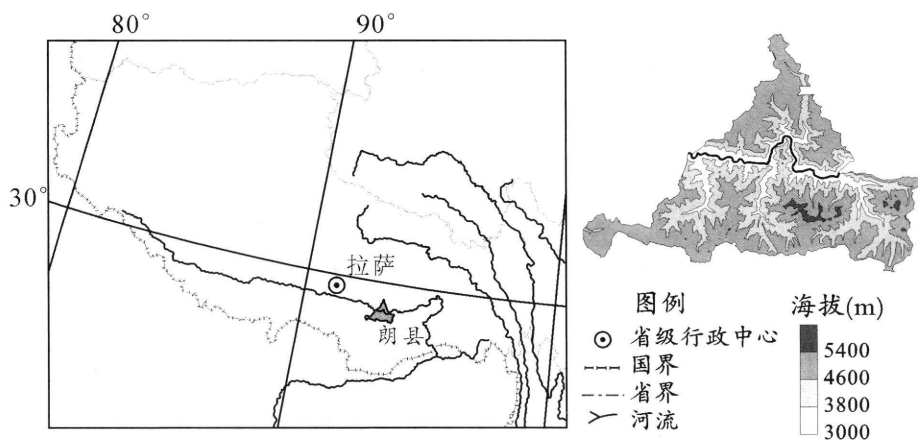 80°
90°
30°
拉萨
朗县
图例
省级行政中心
国界
省界
河流
海拔(m)
5400
4600
3800
3000